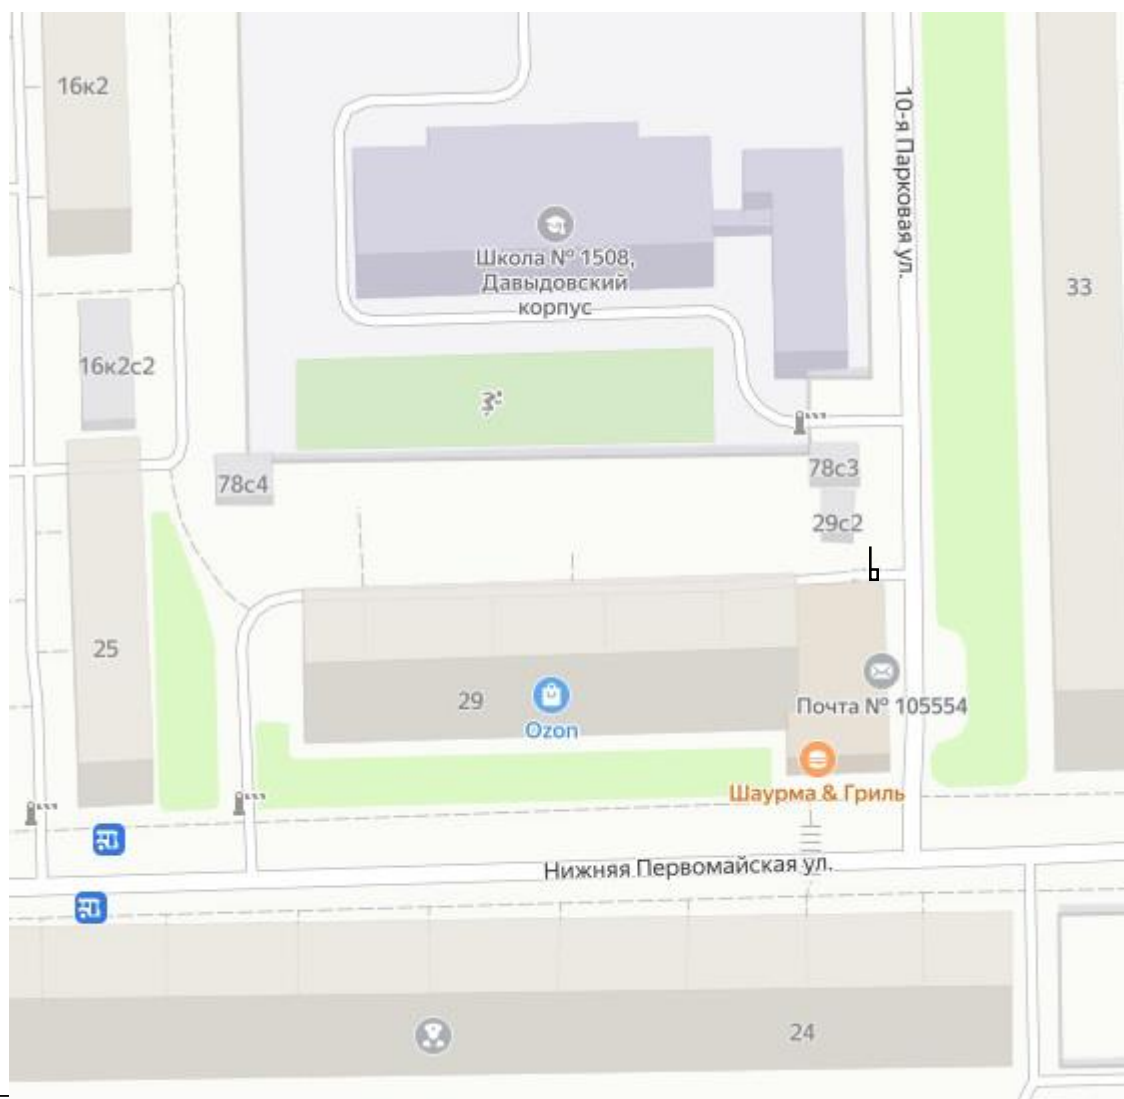 16к2
10-я Парковая ул.
Школа № 1508,
Давыдовский
корпус
33
16к2с2
78с4
78с3
29с2
25
29
Ozon
Почта № 105554
Шаурма & Гриль
Нижняя Первомайская ул.
24